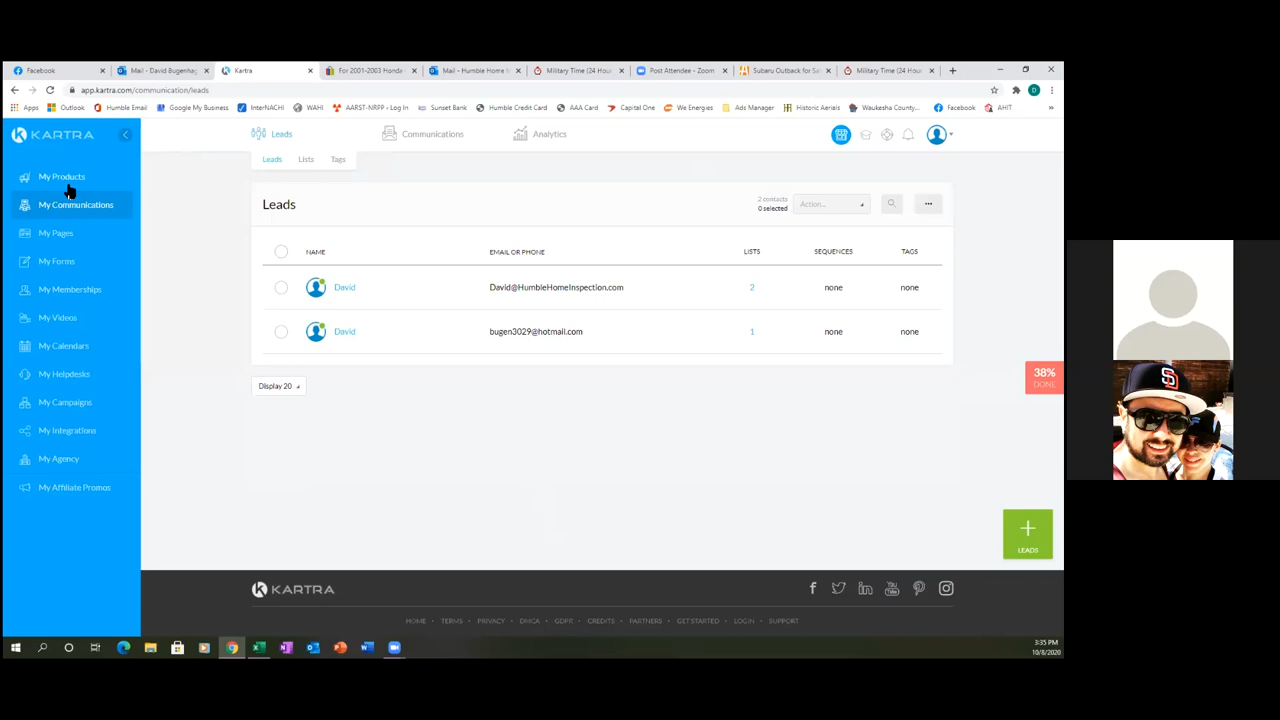 Facebook
Mail - David Bugenhag
Kartra
For 2001-2003 Honda
Mail - Humble Home I
Military Time (24 Hour
Post Attendee - Zoom
Subaru Outback for Sa
Military Time (24 Hour
app.kartra.com/communication/leads
D
Apps
Outlook
Humble Email
Google My Business
InterNACHI
WAHI
AARST-NRPP - Log In
Sunset Bank
Humble Credit Card
AAA Card
Capital One
We Energies
Ads Manager
Historic Aerials
Waukesha County...
Facebook
AHIT
»
KARTRA
Leads
Communications
Analytics
Leads
Lists
Tags
My Products
My Communications
My Pages
My Forms
My Memberships
My Videos
My Calendars
My Helpdesks
My Campaigns
My Integrations
My Agency
My Affiliate Promos
Leads
2 contacts
0 selected
Action...
NAME
EMAIL OR PHONE
LISTS
SEQUENCES
TAGS
David
David@HumbleHomeInspection.com
2
none
none
David
bugen3029@hotmail.com
1
none
none
Display 20
38%
DONE
+
LEADS
KARTRA
HOME
TERMS
PRIVACY
DMCA
GDPR
CREDITS
PARTNERS
GET STARTED
LOGIN
SUPPORT
3:35 PM
10/8/2020